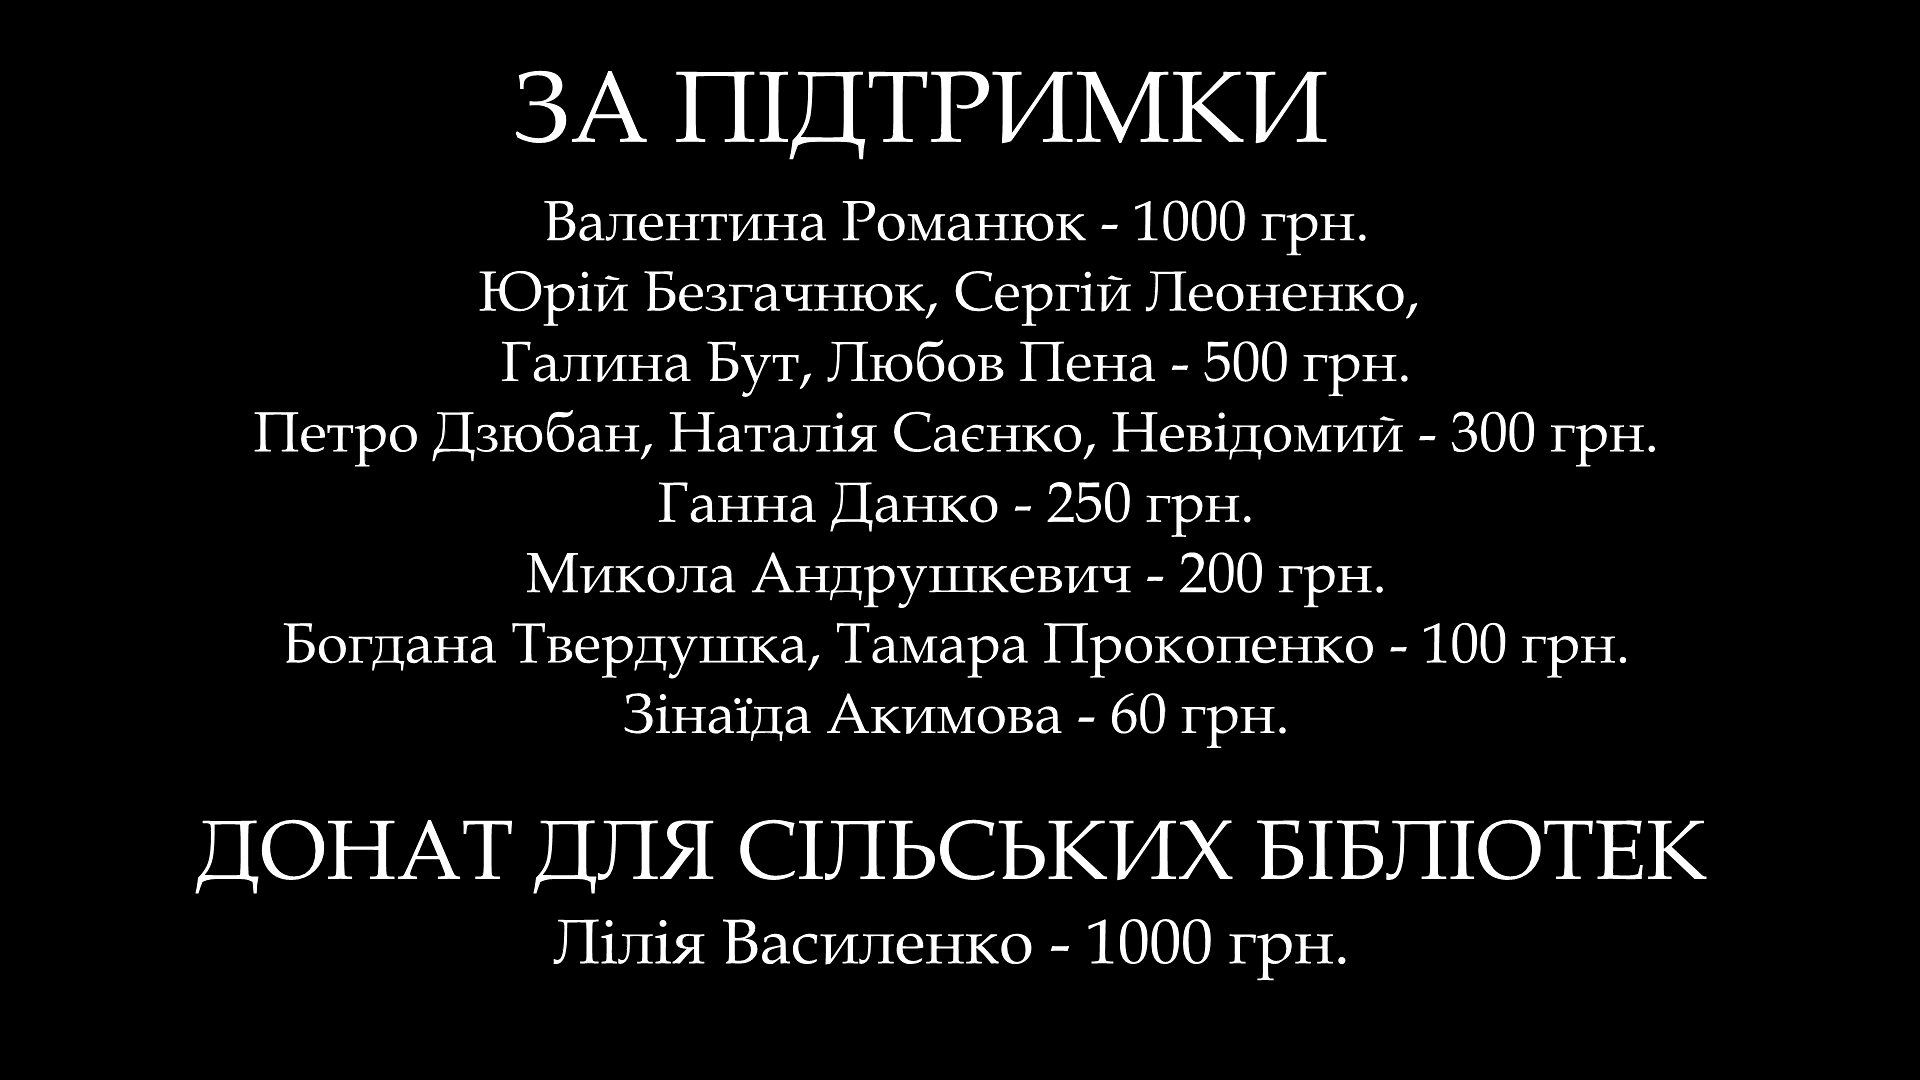 ЗА ПІДТРИМКИ
Валентина Романюк - 1000 грн.
Юрій Безгачнюк, Сергій Леоненко,
Галина Бут, Любов Пена - 500 грн.
Петро Дзюбан, Наталія Саєнко, Невідомий - 300 грн.
Ганна Данко - 250 грн.
Микола Андрушкевич - 200 грн.
Богдана Твердушка, Тамара Прокопенко - 100 грн.
Зінаїда Акимова - 60 грн.
ДОНАТ ДЛЯ СІЛЬСЬКИХ БІБЛІОТЕК
Лілія Василенко - 1000 грн.